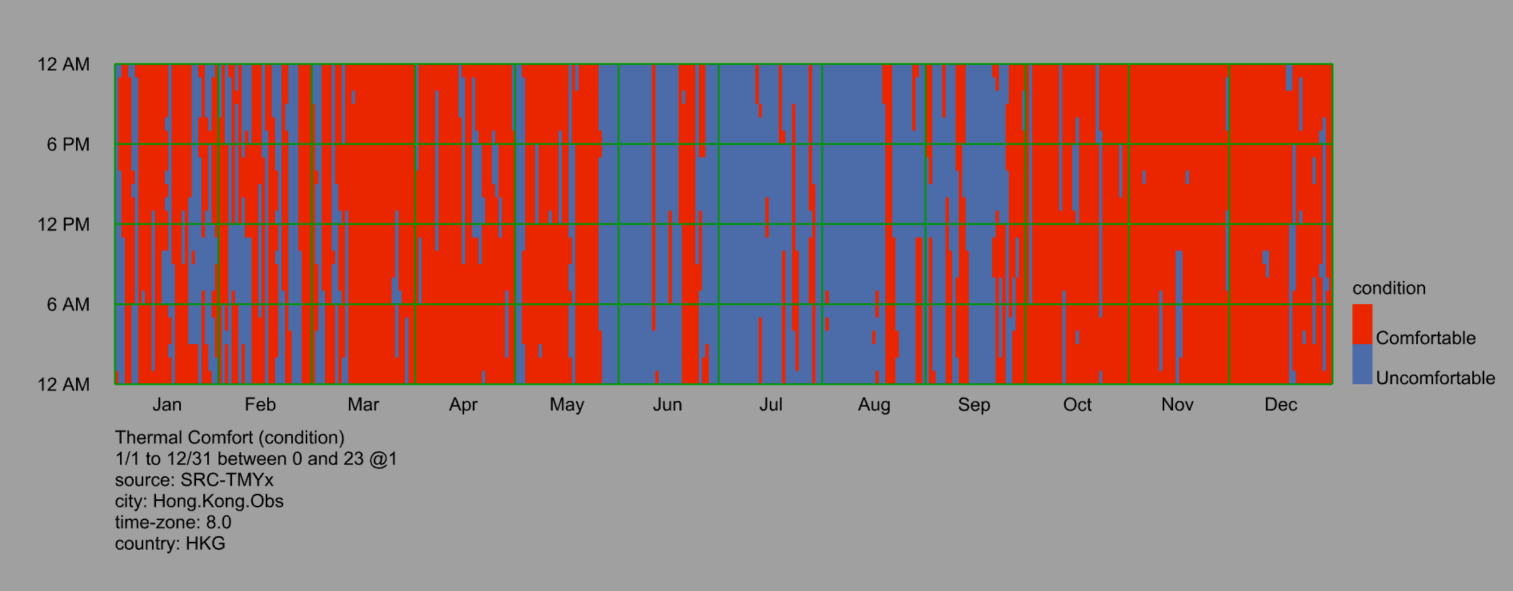 12 AM
6 PM
12 PM
6 AM
12 AM
Jan Feb Mar Apr May Jun Jul Aug Sep Oct Nov Dec
condition
Comfortable
Uncomfortable
Thermal Comfort (condition)
1/1 to 12/31 between 0 and 23 @1
source: SRC-TMYx
city: Hong.Kong.Obs
time-zone: 8.0
country: HKG